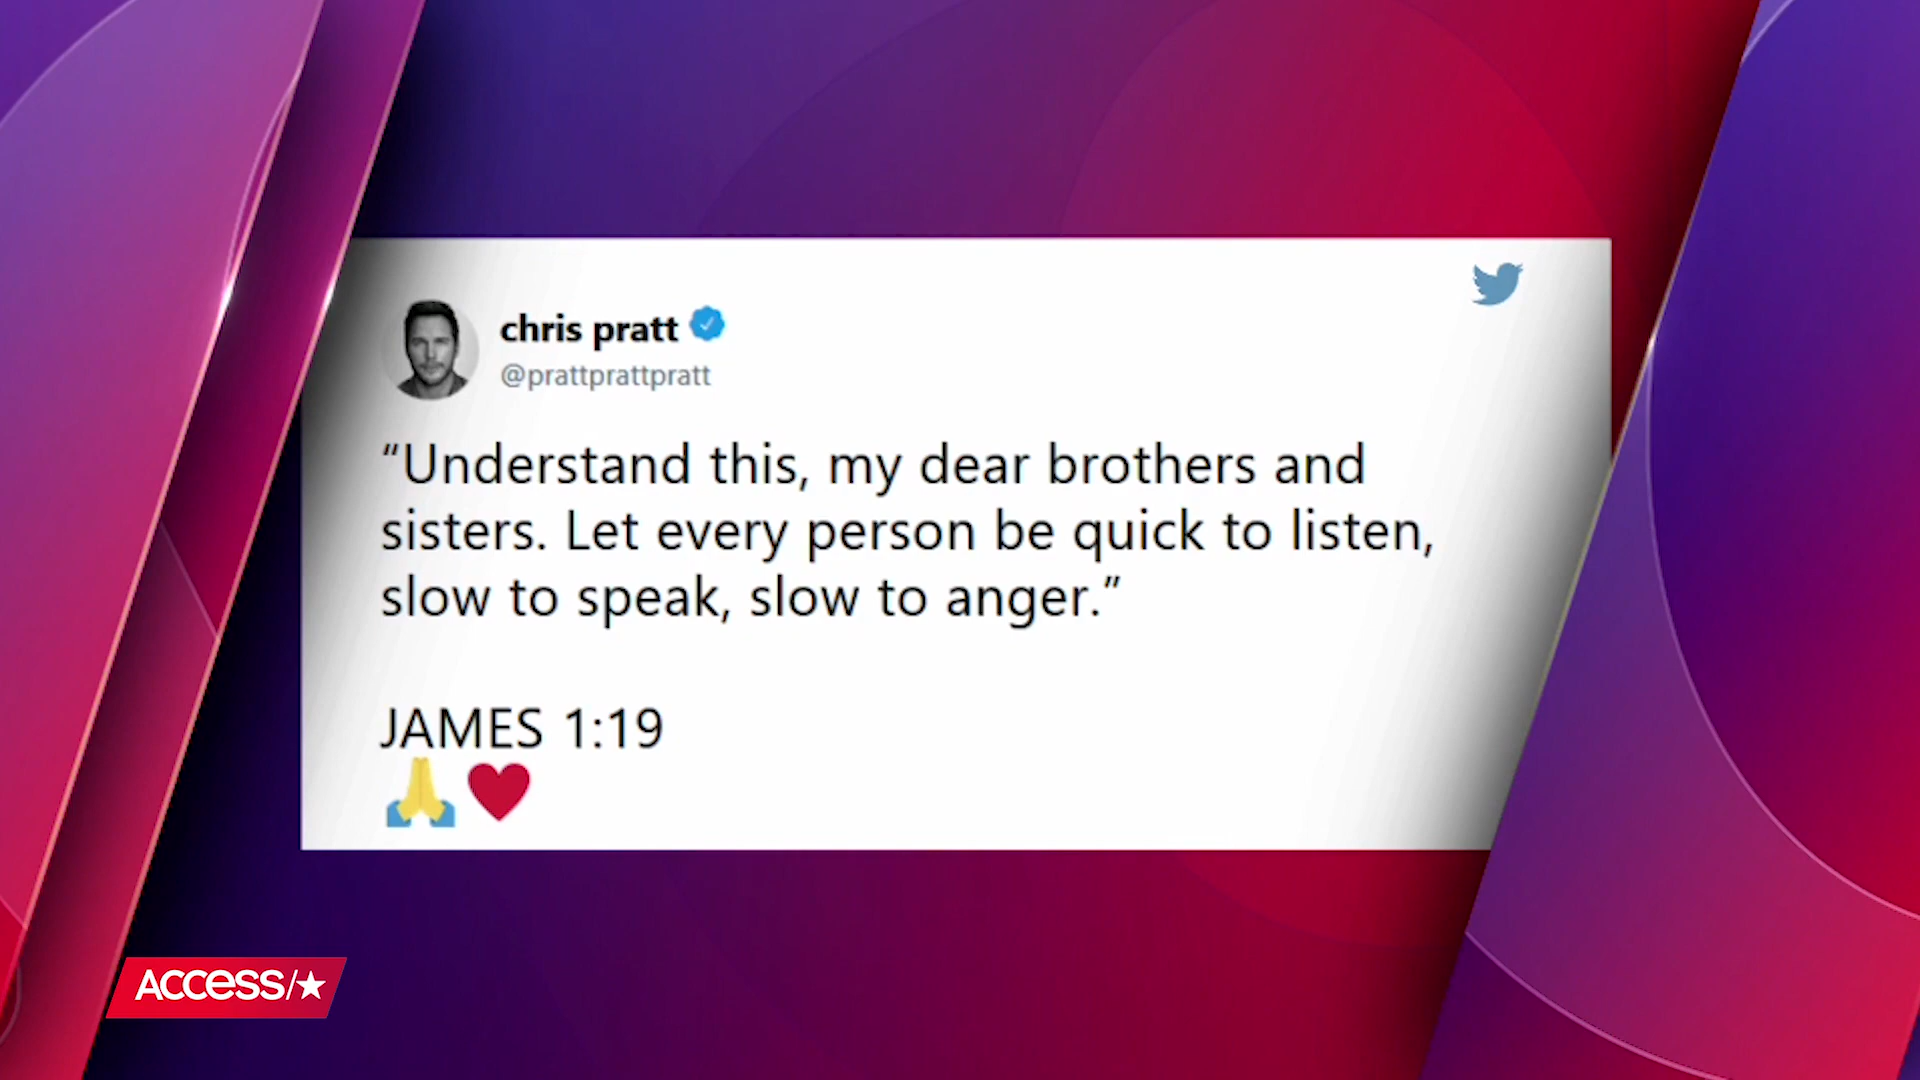 chris pratt
@prattprattpratt
“Understand this, my dear brothers and
sisters. Let every person be quick to listen,
slow to speak, slow to anger.”
JAMES 1:19
🙏❤
ACCESS/★